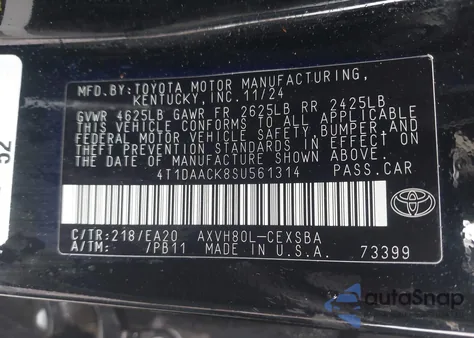 MFD.BY:TOYOTA MOTOR MANUFACTURING,
KENTUCKY, INC. 11/24
GVWR 4625LB GAWR FR 2625LB RR 2425LB
THIS VEHICLE CONFORMS TO ALL APPLICABLE
FEDERAL MOTOR VEHICLE SAFETY,BUMPER,AND
THEFT PREVENTION STANDARDS IN EFFECT ON
THE DATE OF MANUFACTURE SHOWN ABOVE.
4T1DAACK8SU561314 PASS.CAR
C/TR:218/EA20 AXVH80L-CEXSBA
A/TM: /PB11 MADE IN U.S.A. 73399
52
autoSnap